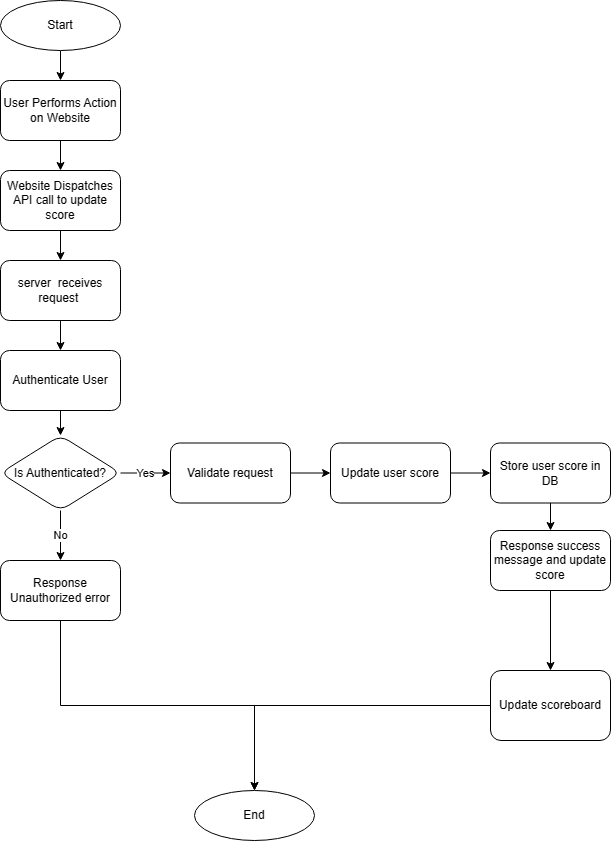 Start
User Performs Action
on Website
Website Dispatches
API call to update
score
server  receives
request
Authenticate User
Is Authenticated?
Yes
Validate request
Update user score
Store user score in
DB
No
Response success
message and update
score
Response
Unauthorized error
Update scoreboard
End